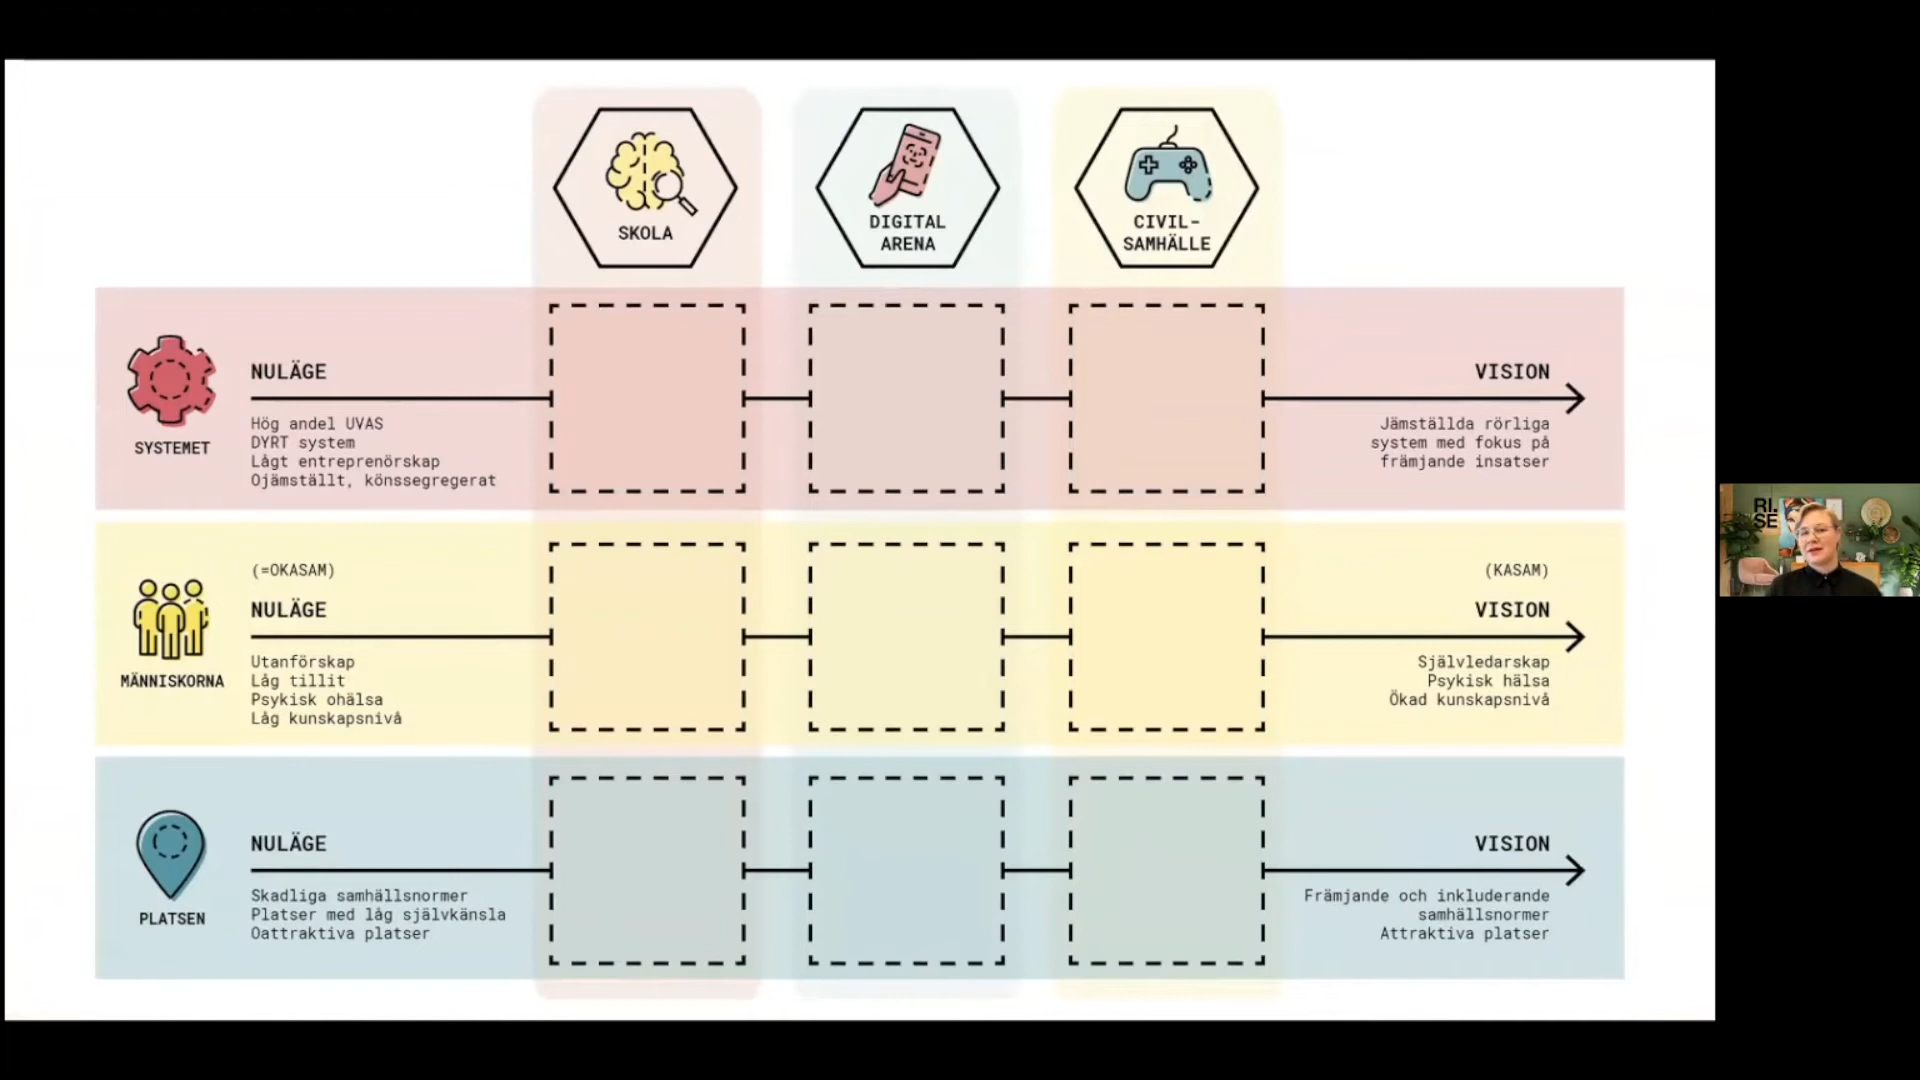 SKOLA
DIGITAL
ARENA
CIVIL-
SAMHÄLLE
SYSTEMET
NULÄGE
Hög andel UVAS
DYRT system
Lågt entreprenörskap
Ojämställt, könssegregerat
VISION
Jämställda rörliga
system med fokus på
främjande insatser
MÄNNISKORNA
(=OKASAM)
NULÄGE
Utanförskap
Låg tillit
Psykisk ohälsa
Låg kunskapsnivå
(KASAM)
VISION
Självledarskap
Psykisk hälsa
Ökad kunskapsnivå
PLATSEN
NULÄGE
Skadliga samhällsnormer
Platser med låg självkänsla
Oattraktiva platser
VISION
Främjande och inkluderande
samhällsnormer
Attraktiva platser
RI.
SE